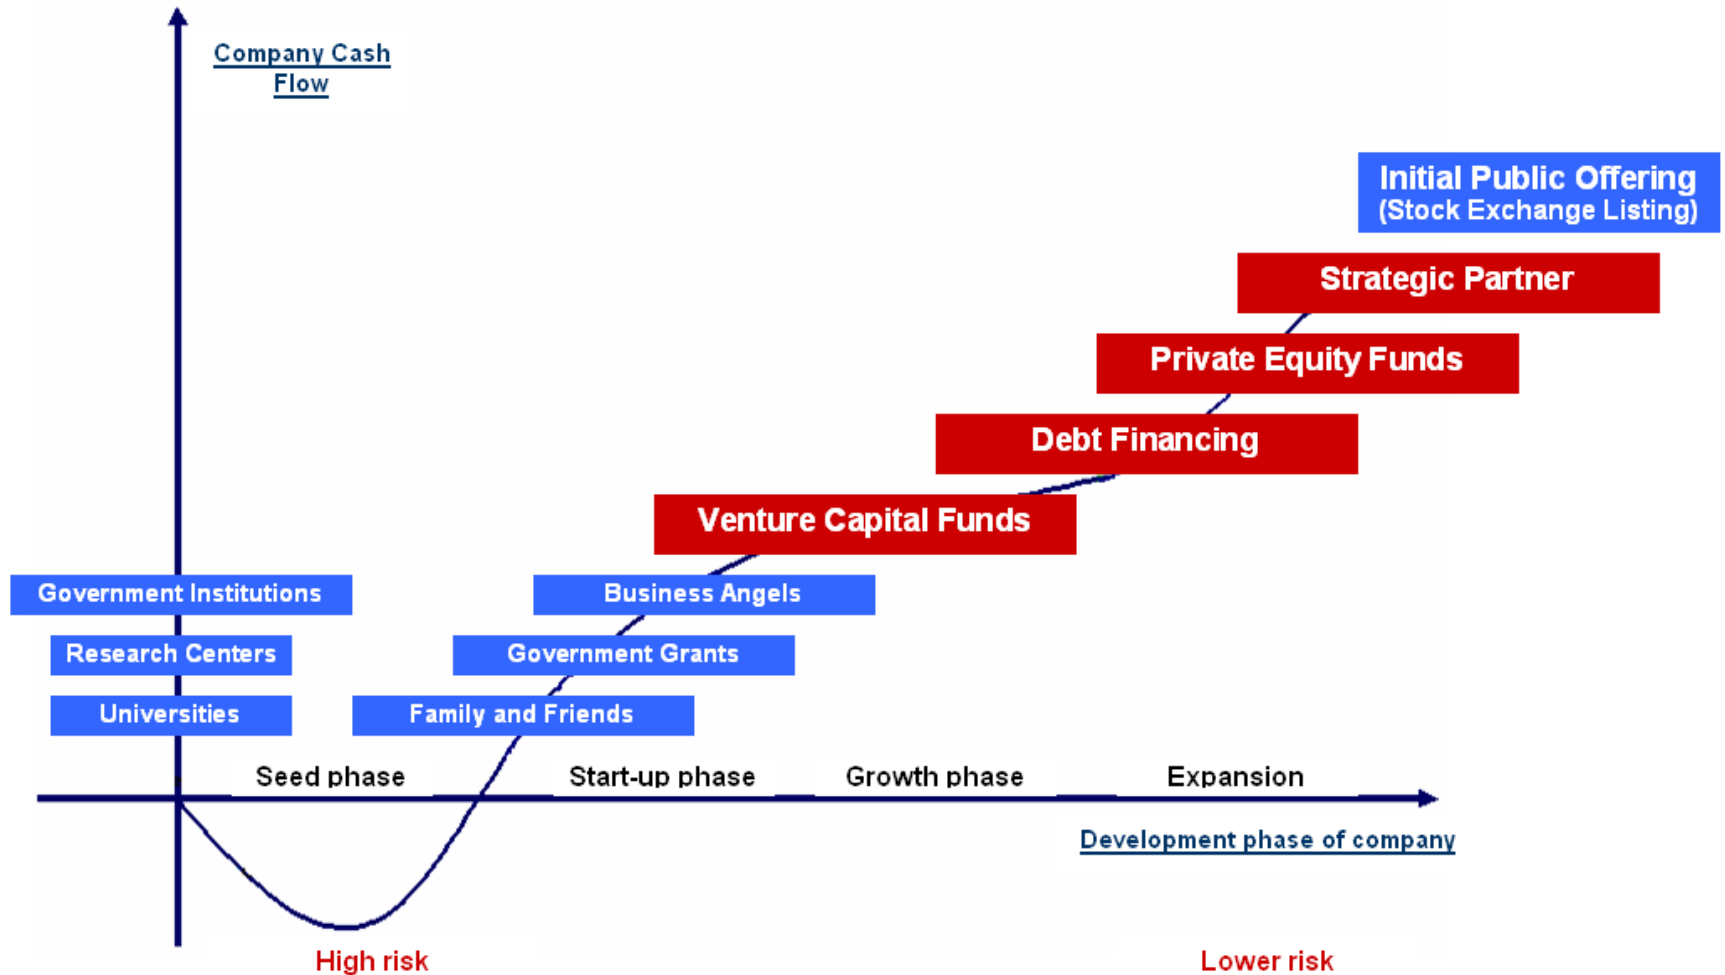 Company Cash
Flow
Initial Public Offering
(Stock Exchange Listing)
Strategic Partner
Private Equity Funds
Debt Financing
Venture Capital Funds
Government Institutions
Business Angels
Research Centers
Government Grants
Universities
Family and Friends
Seed phase
Start-up phase
Growth phase
Expansion
Development phase of company
High risk
Lower risk